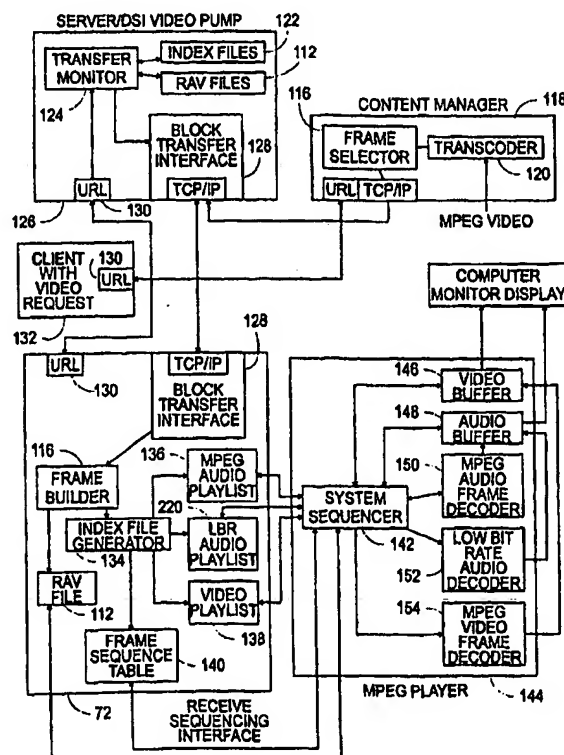 SERVER/DSI VIDEO PUMP
122
INDEX FILES
112
TRANSFER
MONITOR
RAV FILES
124
BLOCK
TRANSFER
INTERFACE
128
TCP/IP
URL
126
130
CONTENT MANAGER
118
116
FRAME
SELECTOR
TRANSCODER
120
URL
TCP/IP
MPEG VIDEO
CLIENT
WITH
VIDEO
REQUEST
130
URL
132
COMPUTER
MONITOR DISPLAY
URL
130
TCP/IP
BLOCK
TRANSFER
INTERFACE
128
116
FRAME
BUILDER
136
MPEG
AUDIO
PLAYLIST
220
INDEX FILE
GENERATOR
134
LBR
AUDIO
PLAYLIST
RAV
FILE
112
VIDEO
PLAYLIST
138
FRAME
SEQUENCE
TABLE
140
72
RECEIVE
SEQUENCING
INTERFACE
146
VIDEO
BUFFER
148
AUDIO
BUFFER
150
MPEG
AUDIO
FRAME
DECODER
SYSTEM
SEQUENCER
142
LOW BIT
RATE
AUDIO
DECODER
152
154
MPEG
VIDEO
FRAME
DECODER
MPEG PLAYER
144